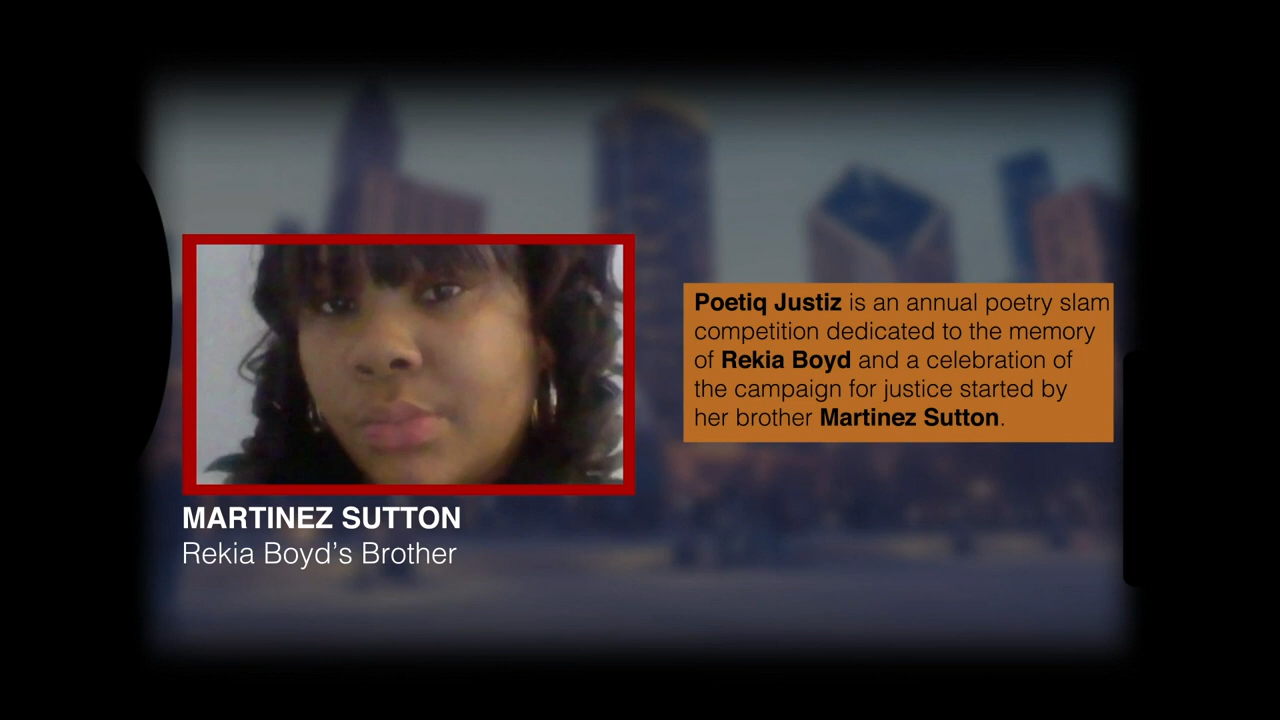 Poetiq Justiz is an annual poetry slam
competition dedicated to the memory
of Rekia Boyd and a celebration of
the campaign for justice started by
her brother Martinez Sutton.
MARTINEZ SUTTON
Rekia Boyd’s Brother